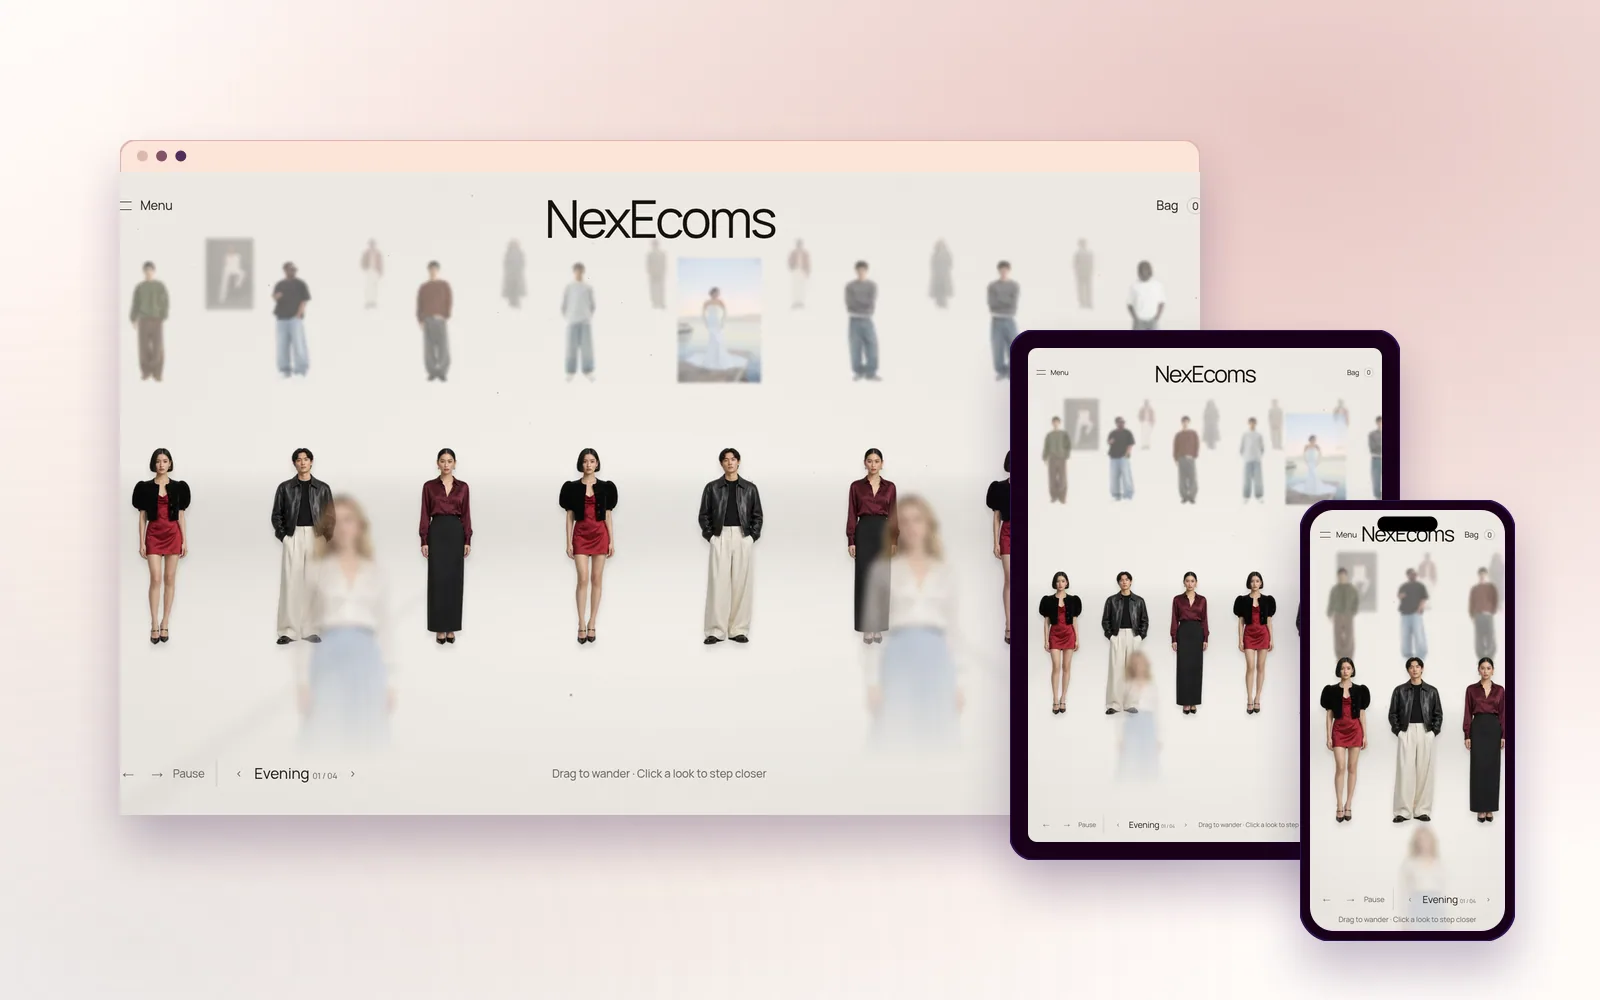 Menu
NexEcoms
Bag 0
← → Pause ‹ Evening 01 / 04 ›
Drag to wander · Click a look to step closer
Menu
NexEcoms
Bag 0
← → Pause ‹ Evening 01 / 04 › Drag to wander · Click a look to step
Menu NexEcoms Bag 0
← → Pause ‹ Evening 01 / 04 ›
Drag to wander · Click a look to step closer